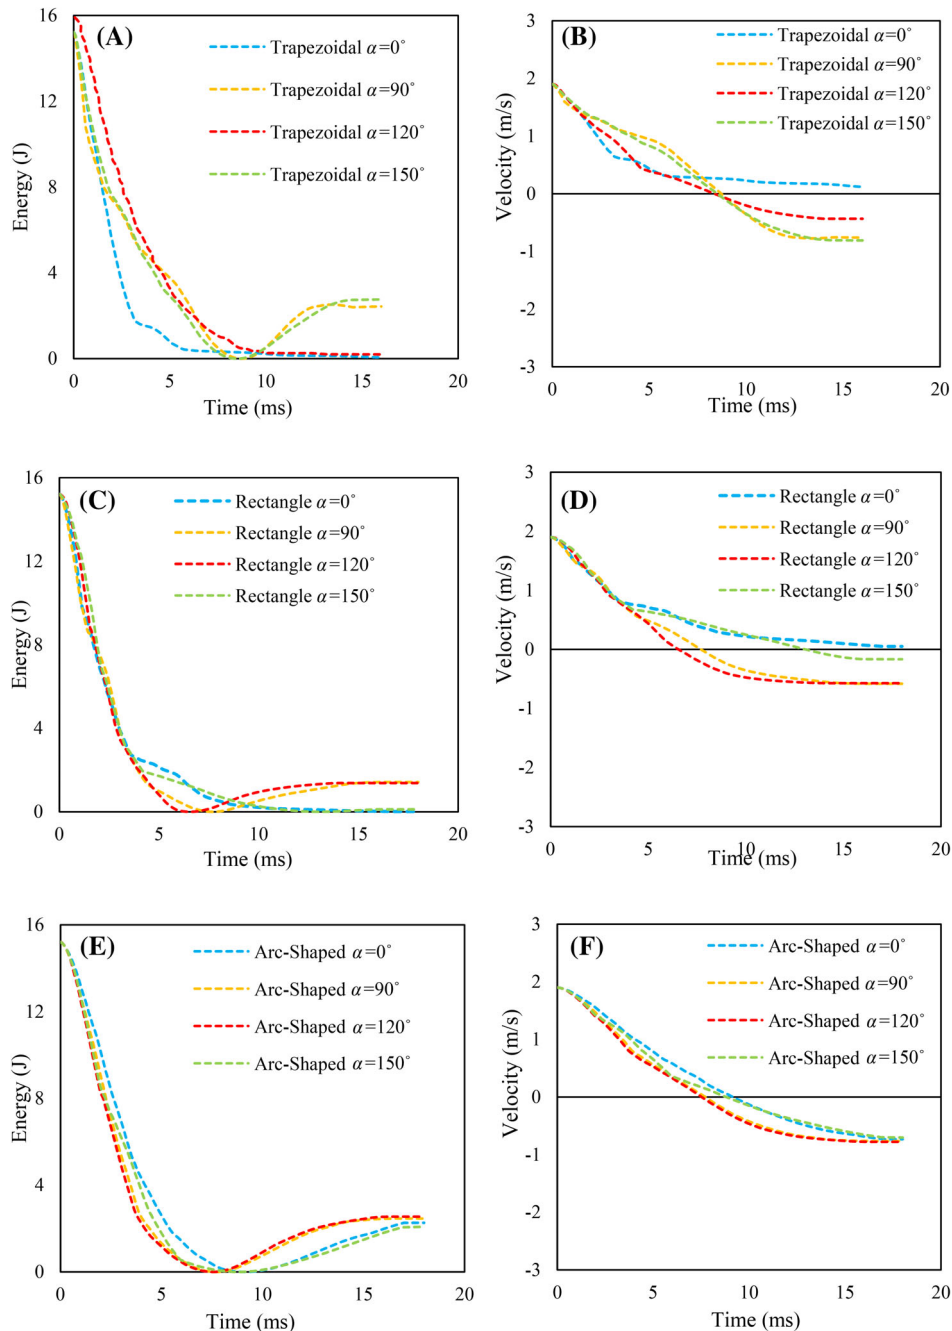 (A)
Trapezoidal α=0°
Trapezoidal α=90°
Trapezoidal α=120°
Trapezoidal α=150°
Energy (J)
16
12
8
4
0
0 5 10 15 20
Time (ms)
(B)
Trapezoidal α=0°
Trapezoidal α=90°
Trapezoidal α=120°
Trapezoidal α=150°
Velocity (m/s)
3
2
1
0
-1
-2
-3
0 5 10 15 20
Time (ms)
(C)
Rectangle α=0°
Rectangle α=90°
Rectangle α=120°
Rectangle α=150°
Energy (J)
16
12
8
4
0
0 5 10 15 20
Time (ms)
(D)
Rectangle α=0°
Rectangle α=90°
Rectangle α=120°
Rectangle α=150°
Velocity (m/s)
3
2
1
0
-1
-2
-3
0 5 10 15 20
Time (ms)
(E)
Arc-Shaped α=0°
Arc-Shaped α=90°
Arc-Shaped α=120°
Arc-Shaped α=150°
Energy (J)
16
12
8
4
0
0 5 10 15 20
Time (ms)
(F)
Arc-Shaped α=0°
Arc-Shaped α=90°
Arc-Shaped α=120°
Arc-Shaped α=150°
Velocity (m/s)
3
2
1
0
-1
-2
-3
0 5 10 15 20
Time (ms)